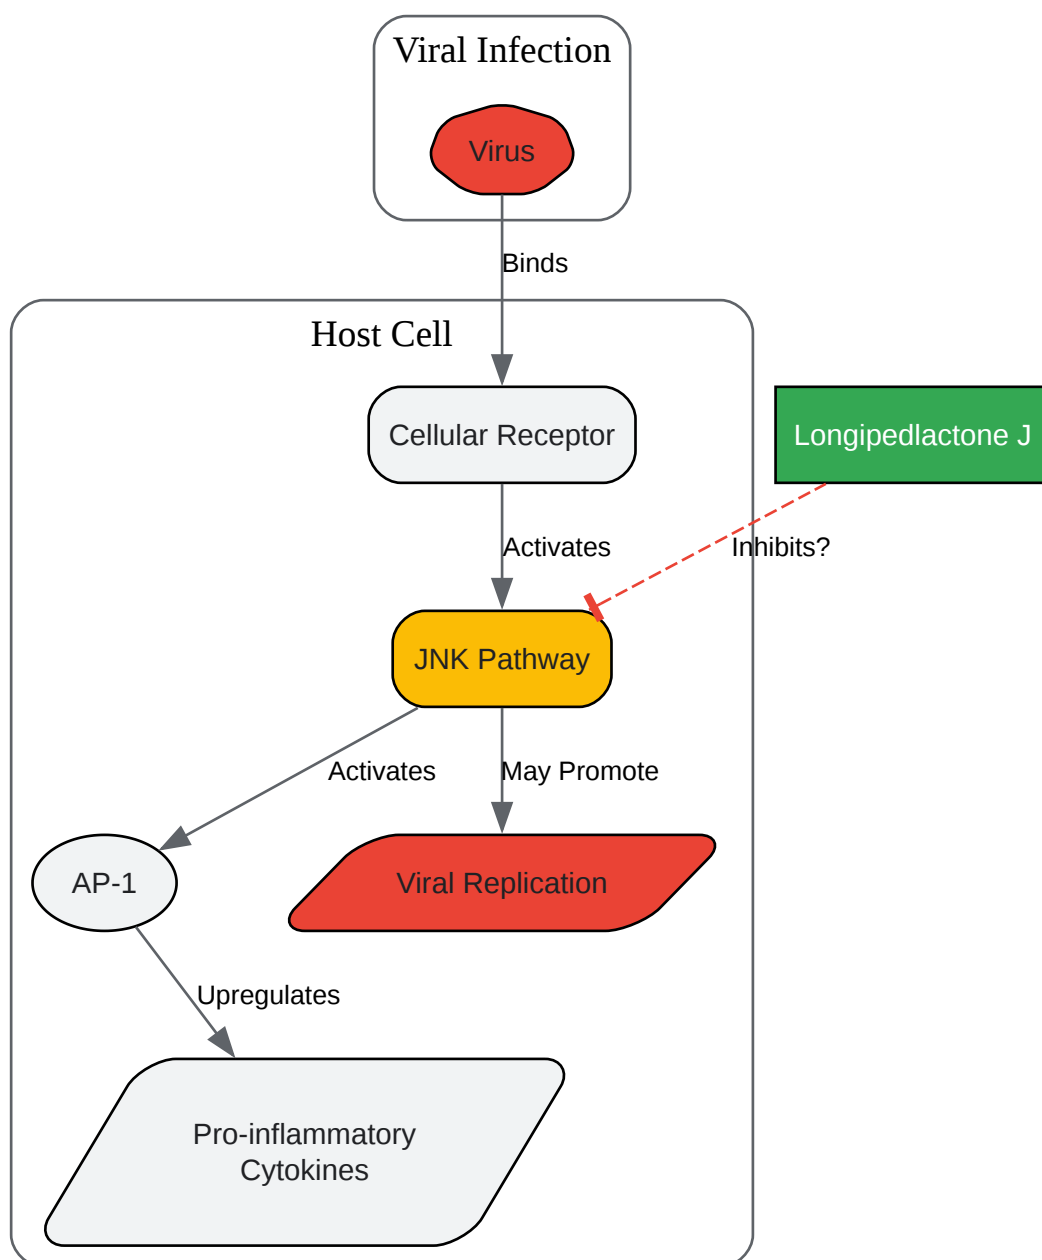 Viral Infection
Virus
Binds
Host Cell
Cellular Receptor
Longipedlactone J
Activates
Inhibits?
JNK Pathway
Activates
May Promote
AP-1
Viral Replication
Upregulates
Pro-inflammatory
Cytokines